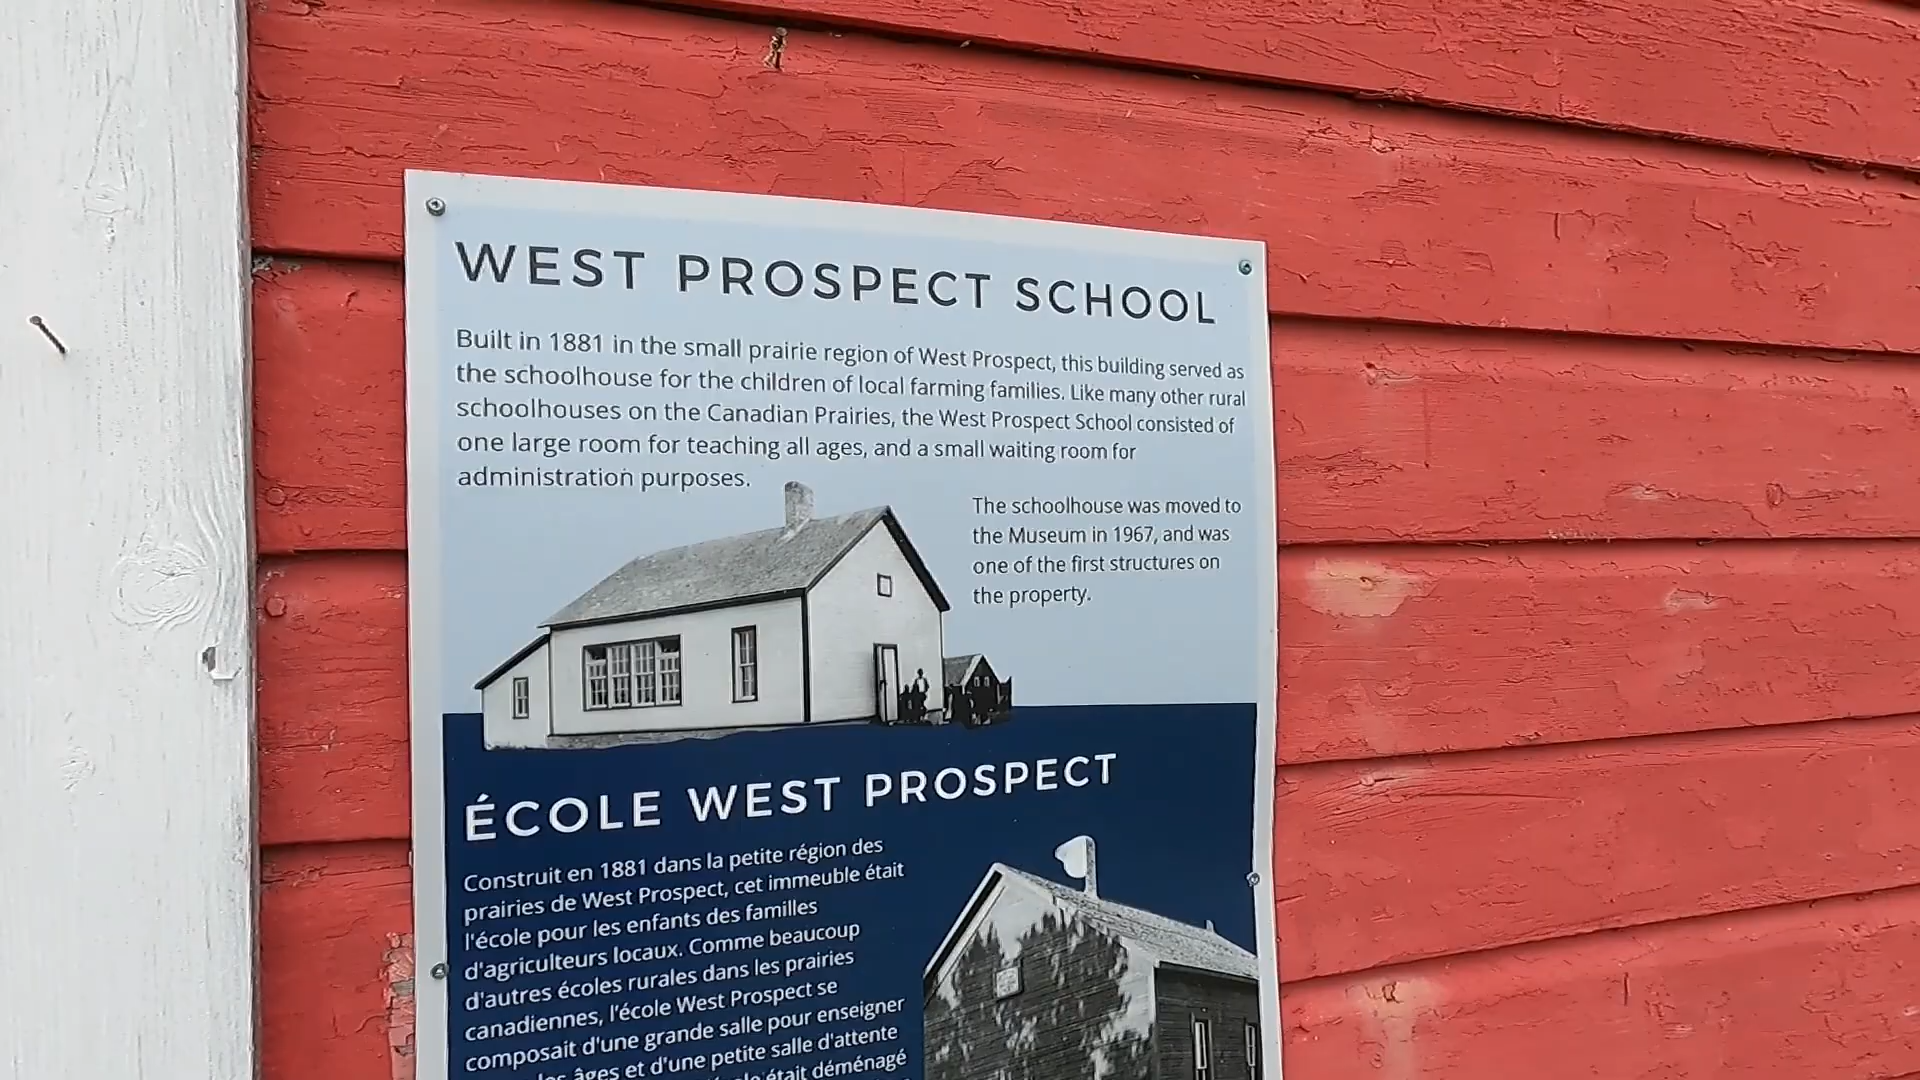 WEST PROSPECT SCHOOL
Built in 1881 in the small prairie region of West Prospect, this building served as
the schoolhouse for the children of local farming families. Like many other rural
schoolhouses on the Canadian Prairies, the West Prospect School consisted of
one large room for teaching all ages, and a small waiting room for
administration purposes.
The schoolhouse was moved to
the Museum in 1967, and was
one of the first structures on
the property.
ÉCOLE WEST PROSPECT
Construit en 1881 dans la petite région des
prairies de West Prospect, cet immeuble était
l'école pour les enfants des familles
d'agriculteurs locaux. Comme beaucoup
d'autres écoles rurales dans les prairies
canadiennes, l'école West Prospect se
composait d'une grande salle pour enseigner
âges et d'une petite salle d'attente
était déménagé